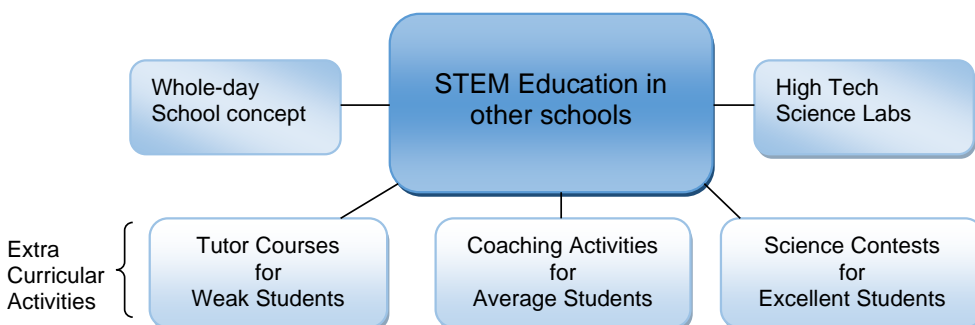 Whole-day
School concept
STEM Education in
other schools
High Tech
Science Labs
Extra
Curricular
Activities
Tutor Courses
for
Weak Students
Coaching Activities
for
Average Students
Science Contests
for
Excellent Students